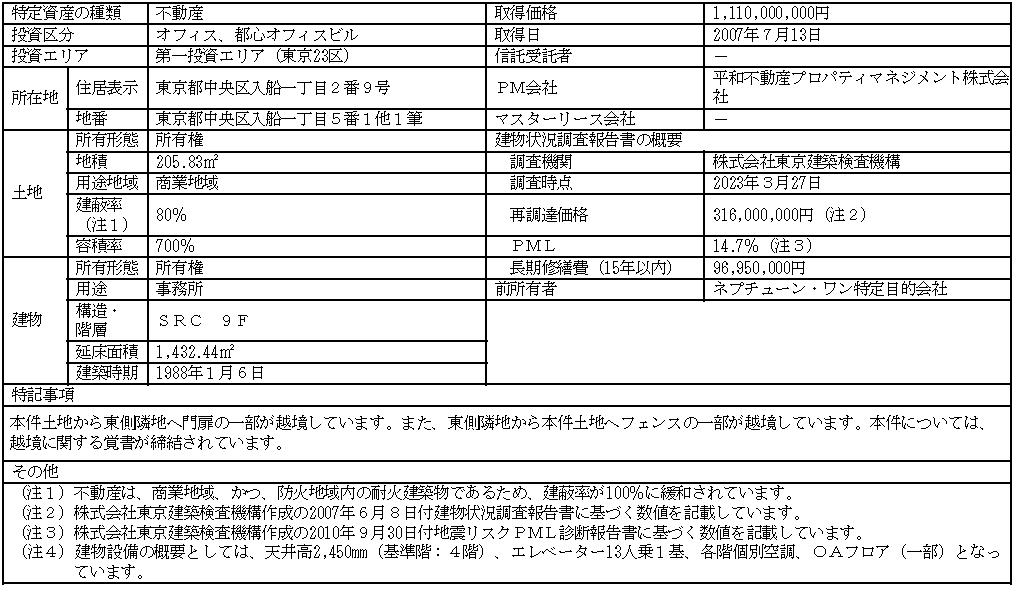 特定資産の種類 不動産 取得価格 1,110,000,000円
投資区分 オフィス、都心オフィスビル 取得日 2007年７月13日
投資エリア 第一投資エリア（東京23区） 信託受託者 －
所在地 住居表示 東京都中央区入船一丁目２番９号 ＰＭ会社 平和不動産プロパティマネジメント株式会
社
地番 東京都中央区入船一丁目５番１他１筆 マスターリース会社 －
土地 所有形態 所有権 建物状況調査報告書の概要
地積 205.83㎡ 調査機関 株式会社東京建築検査機構
用途地域 商業地域 調査時点 2023年３月27日
建蔽率
（注１） 80％ 再調達価格 316,000,000円（注２）
容積率 700％ ＰＭＬ 14.7％（注３）
建物 所有形態 所有権 長期修繕費（15年以内） 96,950,000円
用途 事務所 前所有者 ネプチューン・ワン特定目的会社
構造・
階層 ＳＲＣ ９Ｆ
延床面積 1,432.44㎡
建築時期 1988年１月６日
特記事項
本件土地から東側隣地へ門扉の一部が越境しています。また、東側隣地から本件土地へフェンスの一部が越境しています。本件については、
越境に関する覚書が締結されています。
その他
（注１）不動産は、商業地域、かつ、防火地域内の耐火建築物であるため、建蔽率が100％に緩和されています。
（注２）株式会社東京建築検査機構作成の2007年６月８日付建物状況調査報告書に基づく数値を記載しています。
（注３）株式会社東京建築検査機構作成の2010年９月30日付地震リスクＰＭＬ診断報告書に基づく数値を記載しています。
（注４）建物設備の概要としては、天井高2,450mm（基準階：４階）、エレベーター13人乗１基、各階個別空調、ＯＡフロア（一部）となっ
ています。